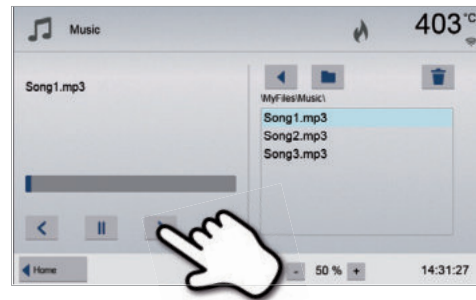 Music
403 °C
Song1.mp3
\MyFiles\Music\
Song1.mp3
Song2.mp3
Song3.mp3
Home
- 50 % +
14:31:27